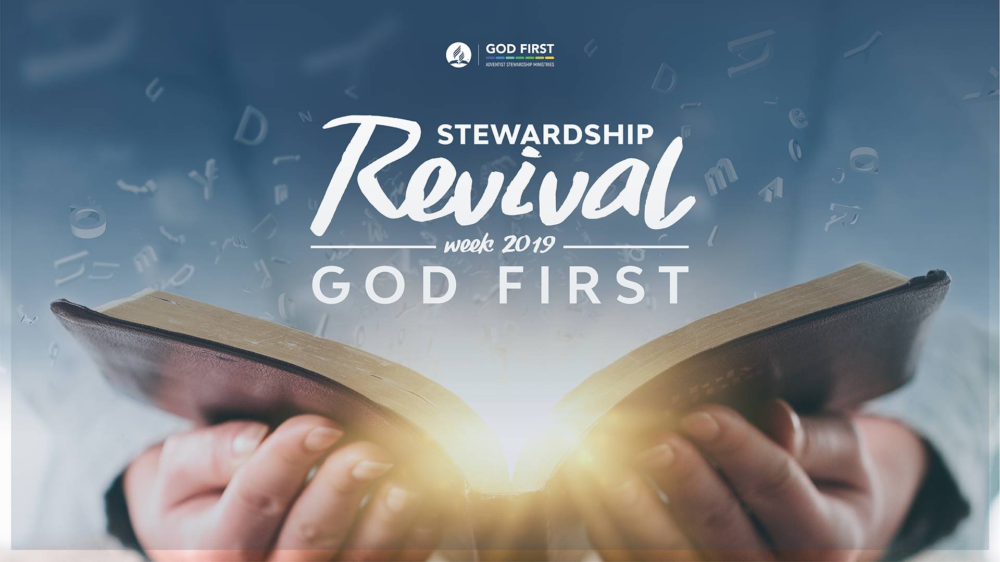 GOD FIRST
ADVENTIST STEWARDSHIP MINISTRIES
STEWARDSHIP
Revival
week 2019
GOD FIRST